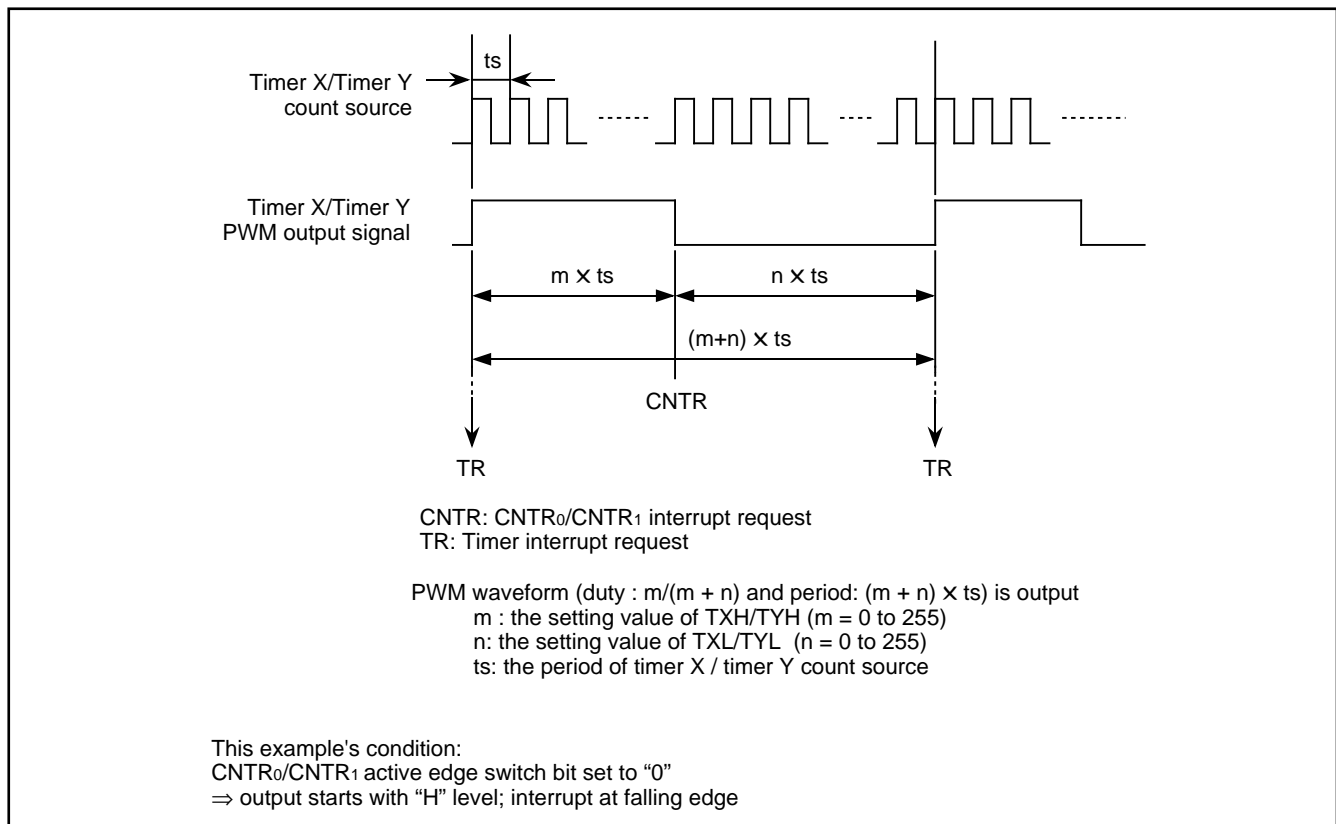 ts
Timer X/Timer Y
count source
Timer X/Timer Y
PWM output signal
m × ts
n × ts
(m+n) × ts
CNTR
TR
TR
CNTR: CNTR0/CNTR1 interrupt request
TR: Timer interrupt request
PWM waveform (duty : m/(m + n) and period: (m + n) × ts) is output
m : the setting value of TXH/TYH (m = 0 to 255)
n: the setting value of TXL/TYL (n = 0 to 255)
ts: the period of timer X / timer Y count source
This example's condition:
CNTR0/CNTR1 active edge switch bit set to “0”
⇒ output starts with “H” level; interrupt at falling edge